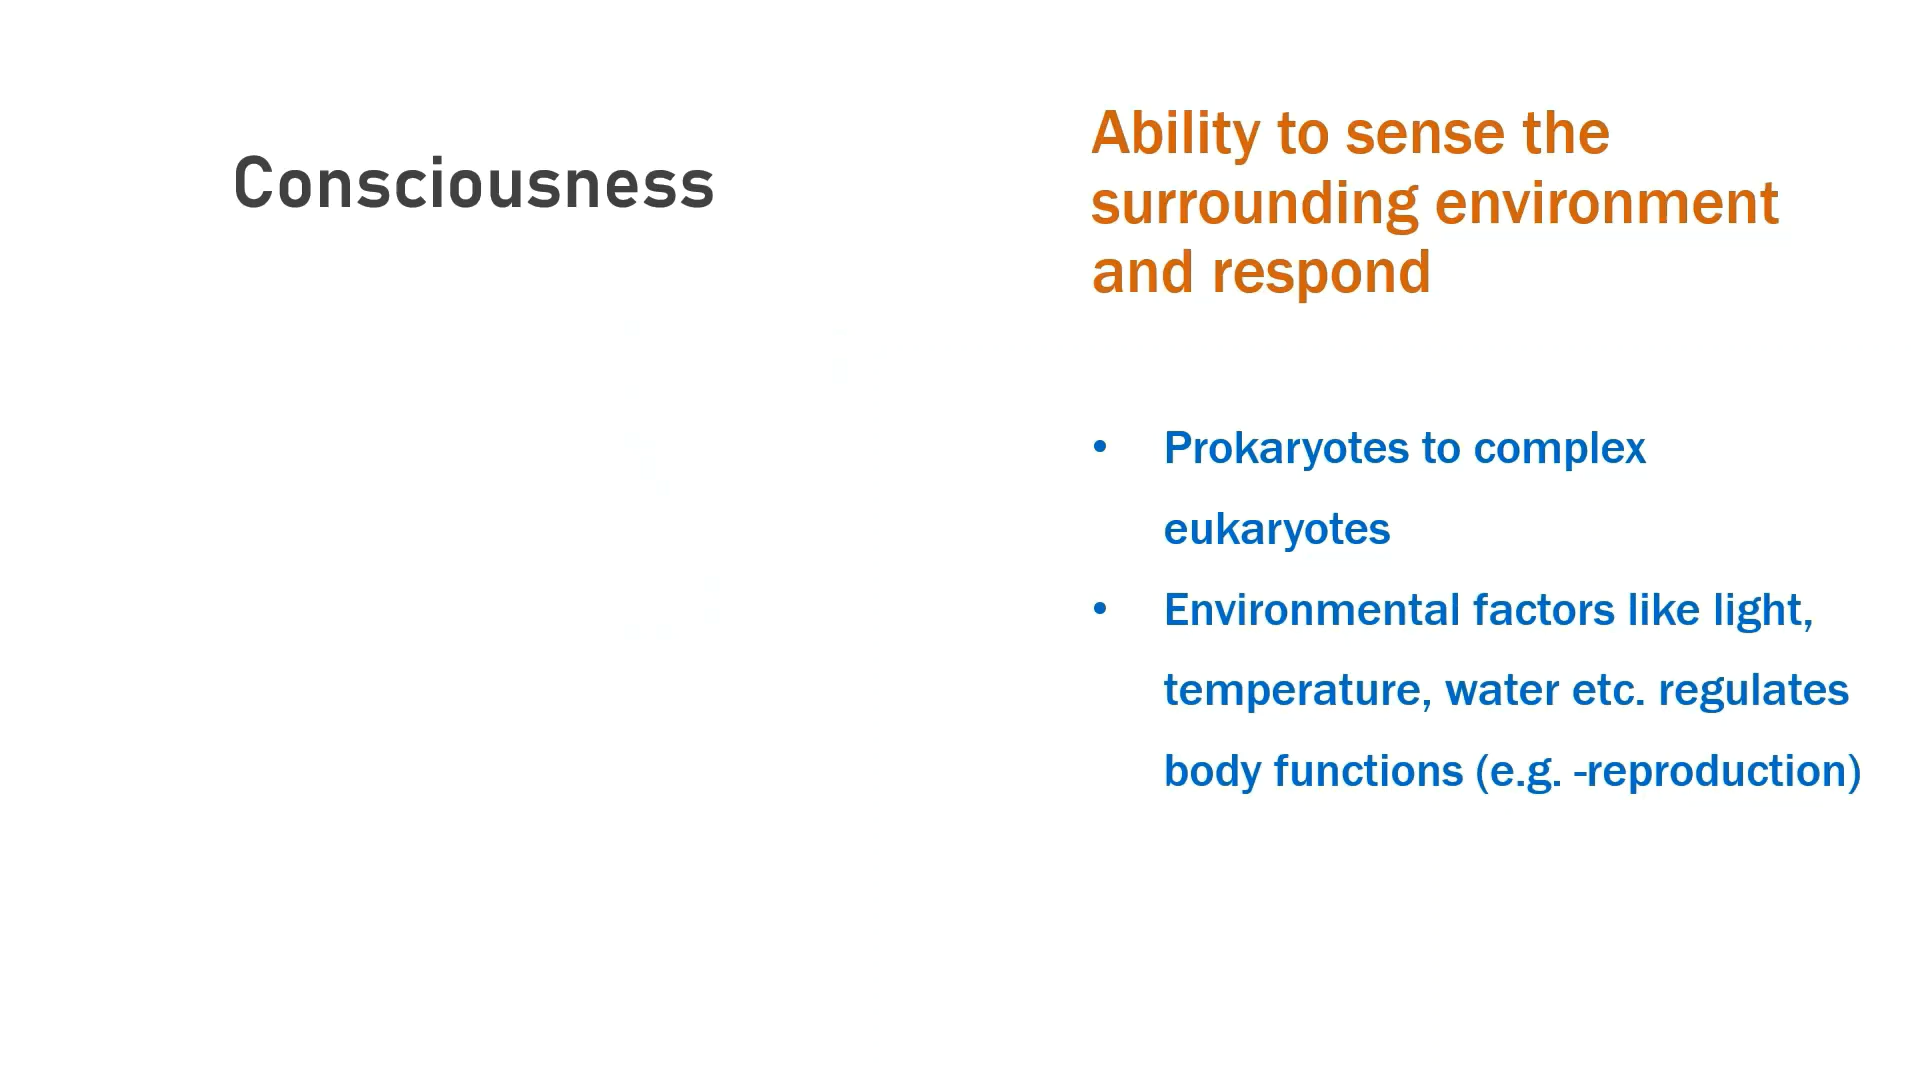 Consciousness
Ability to sense the
surrounding environment
and respond
• Prokaryotes to complex
eukaryotes
• Environmental factors like light,
temperature, water etc. regulates
body functions (e.g. -reproduction)